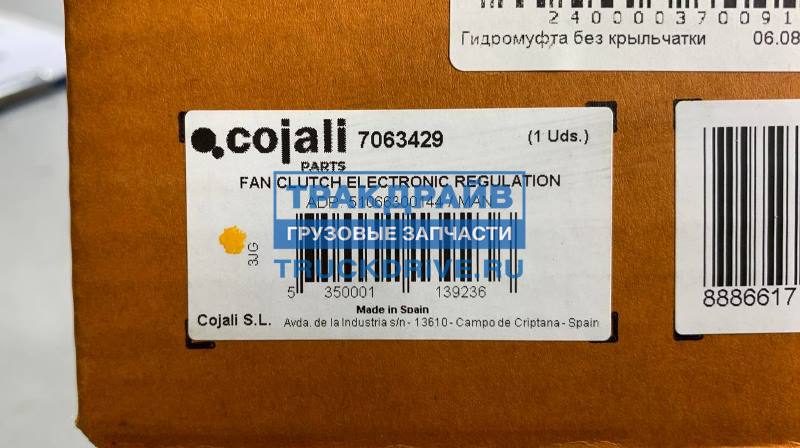 240000370091
Гидромуфта без крыльчатки 06.08
cojali 7063429 (1 Uds.)
PARTS
FAN CLUTCH ELECTRONIC REGULATION
51066300144 MAN
ТРАКДРАЙВ
ГРУЗОВЫЕ ЗАПЧАСТИ
TRUCKDRIVE.RU
3JG
5 350001 139236
Made in Spain
Cojali S.L. Avda. de la Industria s/n - 13610 - Campo de Criptana - Spain
8886617